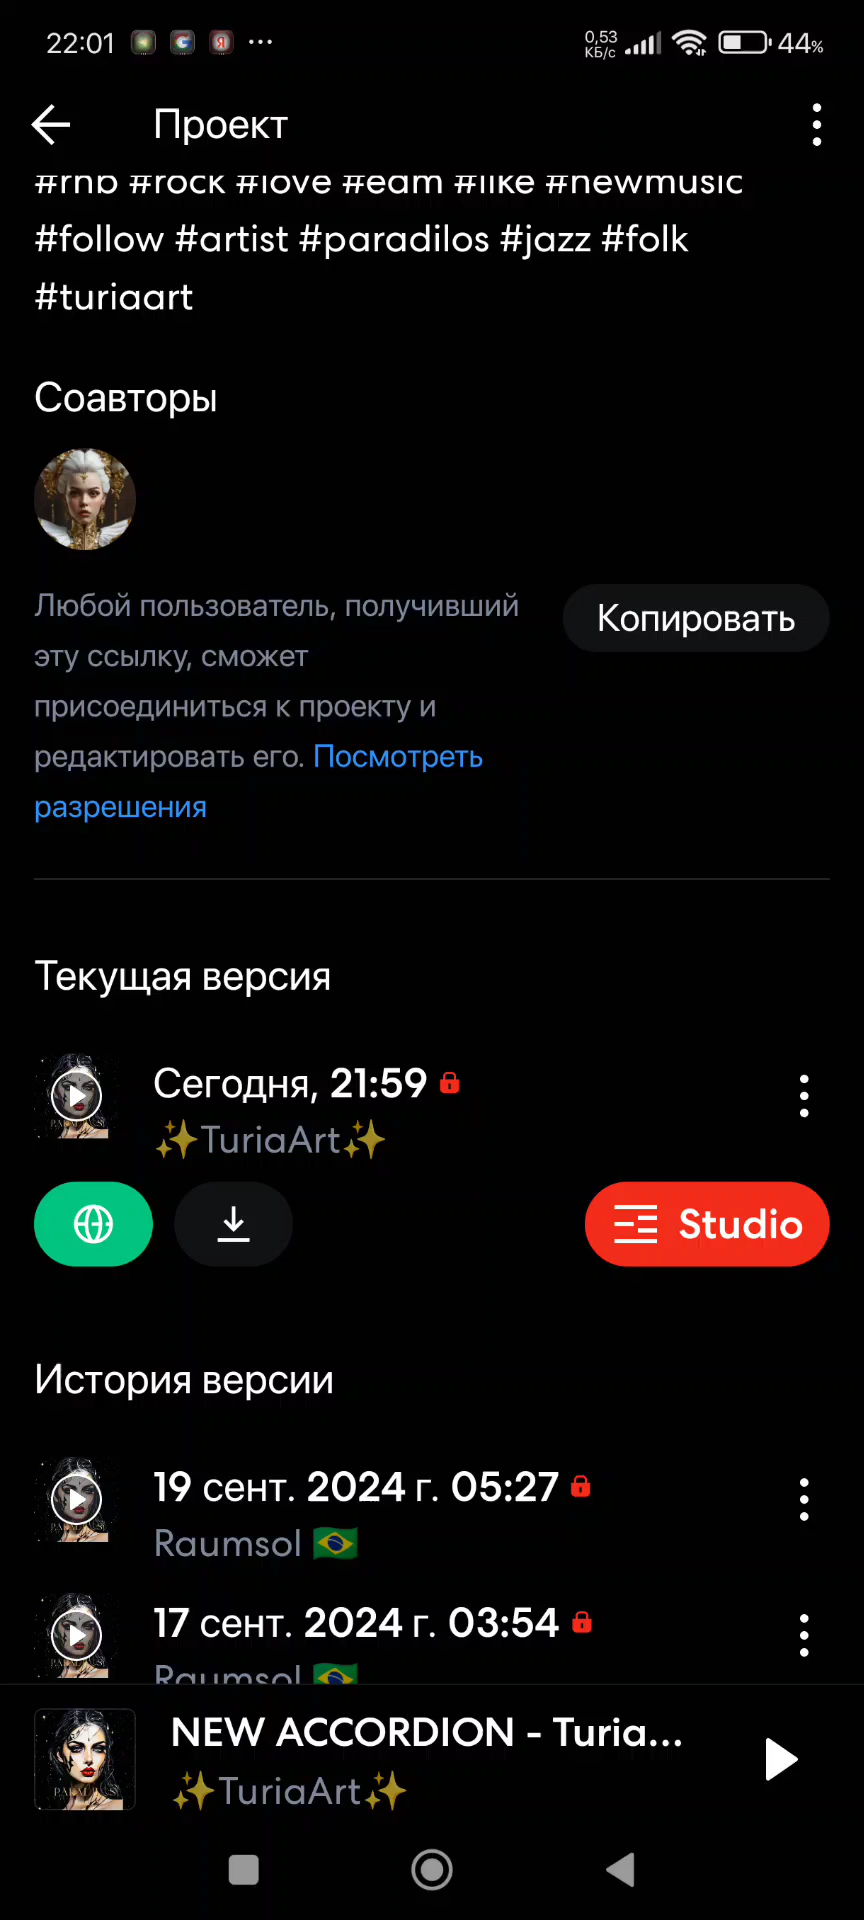 22:01
0,53
КБ/с
44%
Проект
#rnb #rock #love #edm #like #newmusic
#follow #artist #paradilos #jazz #folk
#turiaart
Соавторы
Любой пользователь, получивший
эту ссылку, сможет
присоединиться к проекту и
редактировать его. Посмотреть
разрешения
Копировать
Текущая версия
Сегодня, 21:59
✨TuriaArt✨
Studio
История версии
19 сент. 2024 г. 05:27
Raumsol 🇧🇷
17 сент. 2024 г. 03:54
Raumsol 🇧🇷
NEW ACCORDION - Turia...
✨TuriaArt✨